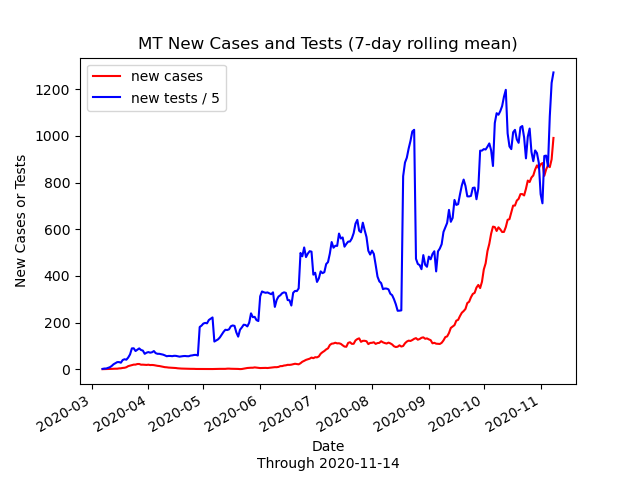 MT New Cases and Tests (7-day rolling mean)
new cases
new tests / 5
1200
1000
800
600
400
200
0
New Cases or Tests
2020-03
2020-04
2020-05
2020-06
2020-07
2020-08
2020-09
2020-10
2020-11
Date
Through 2020-11-14